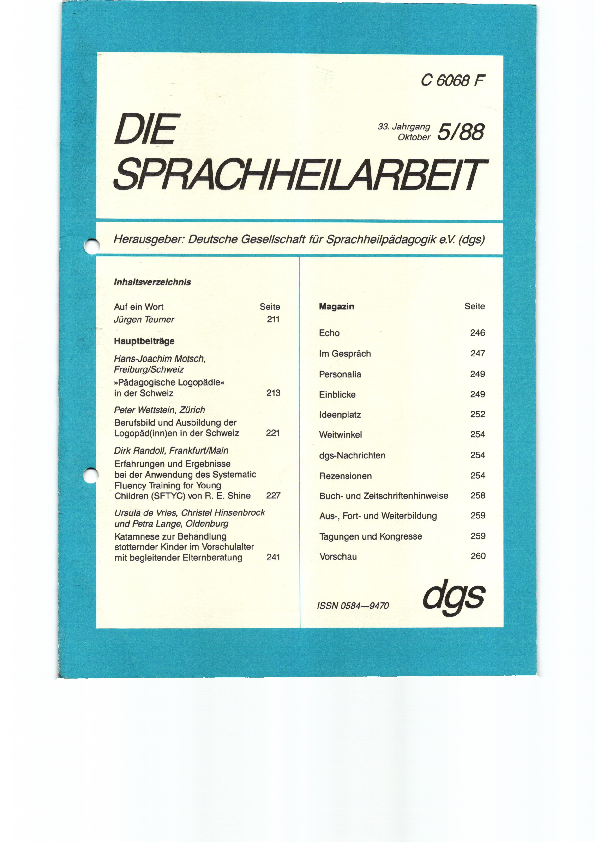 C 6068 F
DIE
33. Jahrgang
Oktober 5/88
SPRACHHEILARBEIT
Herausgeber: Deutsche Gesellschaft für Sprachheilpädagogik e.V. (dgs)
Inhaltsverzeichnis
Auf ein Wort Seite
Jürgen Teumer 211
Hauptbeiträge
Hans-Joachim Motsch,
Freiburg/Schweiz
»Pädagogische Logopädie«
in der Schweiz 213
Peter Wettstein, Zürich
Berufsbild und Ausbildung der
Logopäd(inn)en in der Schweiz 221
Dirk Randoll, Frankfurt/Main
Erfahrungen und Ergebnisse
bei der Anwendung des Systematic
Fluency Training for Young
Children (SFTYC) von R. E. Shine 227
Ursula de Vries, Christel Hinsenbrock
und Petra Lange, Oldenburg
Katamnese zur Behandlung
stotternder Kinder im Vorschulalter
mit begleitender Elternberatung 241
Magazin Seite
Echo 246
Im Gespräch 247
Personalia 249
Einblicke 249
Ideenplatz 252
Weitwinkel 254
dgs-Nachrichten 254
Rezensionen 254
Buch- und Zeitschriftenhinweise 258
Aus-, Fort- und Weiterbildung 259
Tagungen und Kongresse 259
Vorschau 260
ISSN 0584—9470
dgs